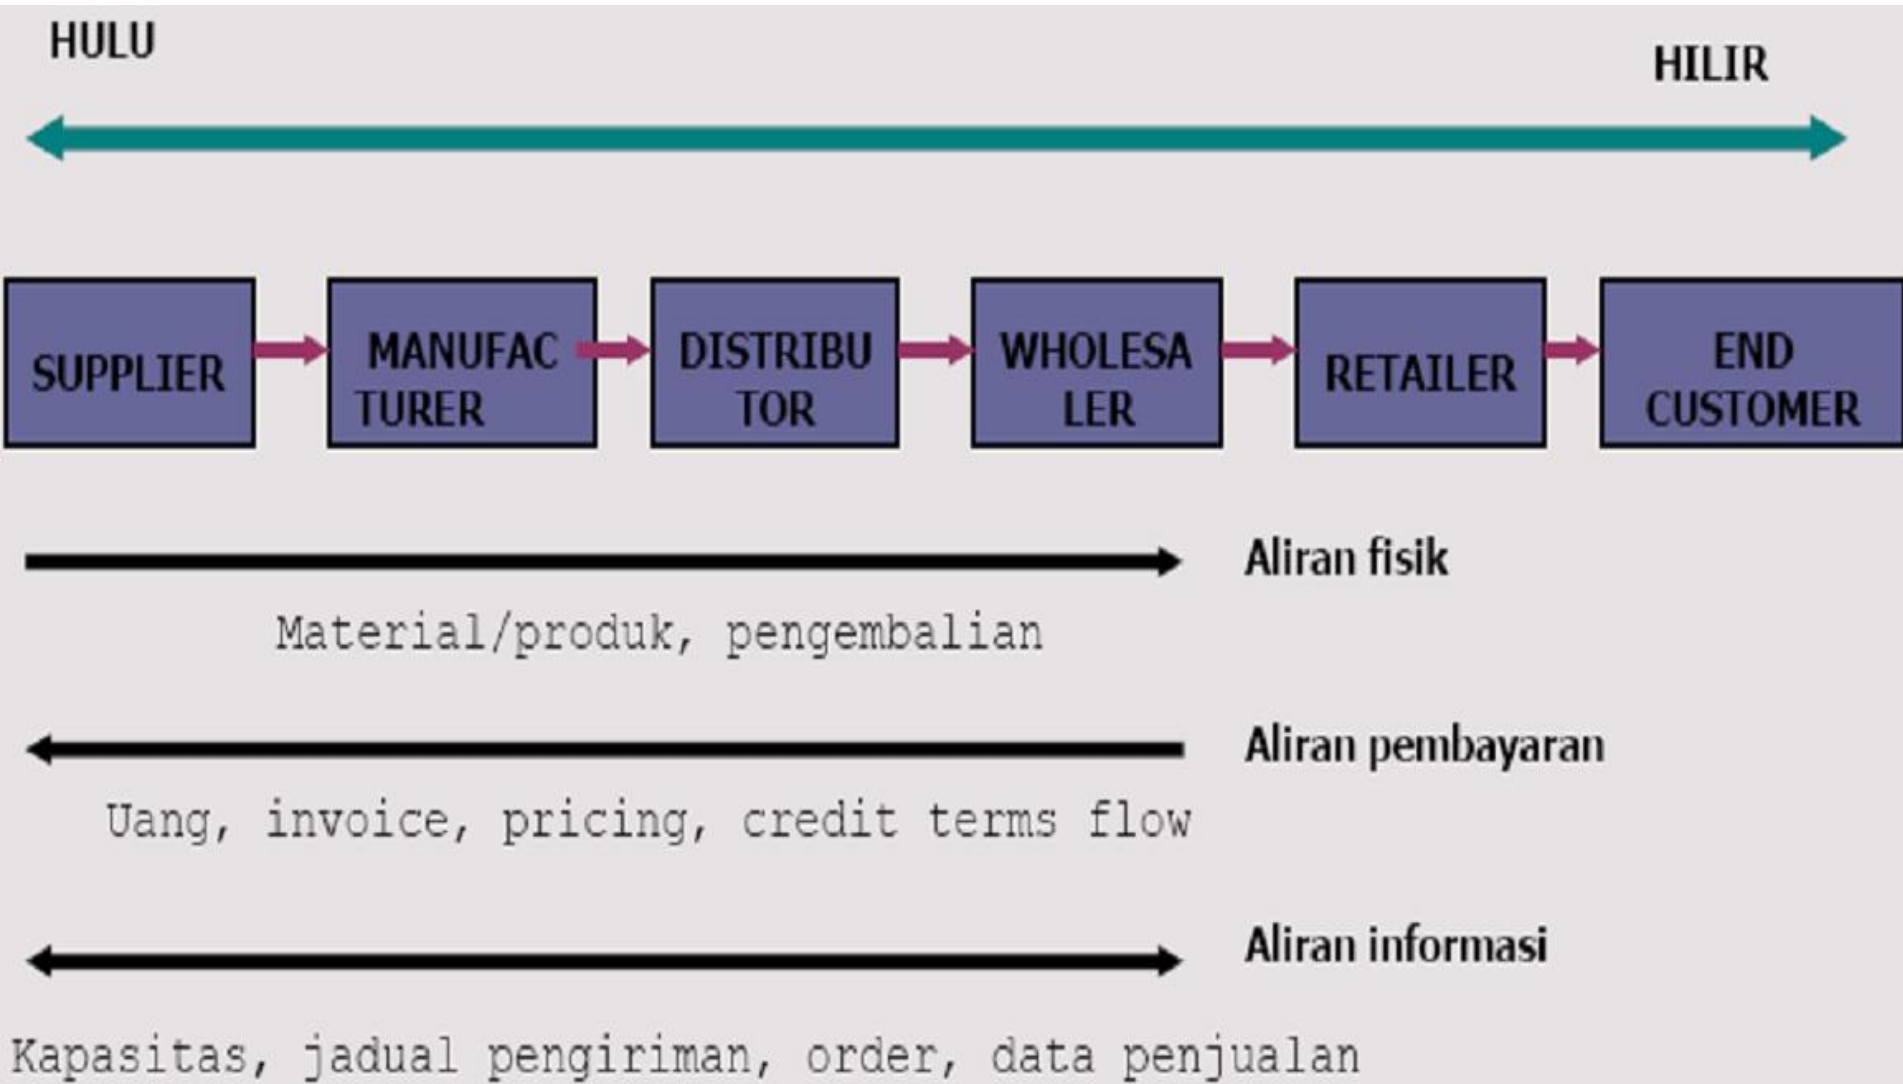 HULU
HILIR
SUPPLIER
MANUFAC
TURER
DISTRIBU
TOR
WHOLESA
LER
RETAILER
END
CUSTOMER
Aliran fisik
Material/produk, pengembalian
Aliran pembayaran
Uang, invoice, pricing, credit terms flow
Aliran informasi
Kapasitas, jadual pengiriman, order, data penjualan